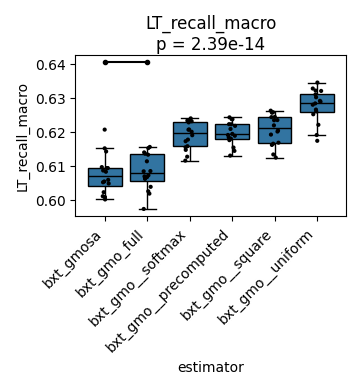 LT_recall_macro
p = 2.39e-14
LT_recall_macro
0.64
0.63
0.62
0.61
0.60
bxt_gmosa
bxt_gmo_full
bxt_gmo__softmax
bxt_gmo__precomputed
bxt_gmo__square
bxt_gmo__uniform
estimator